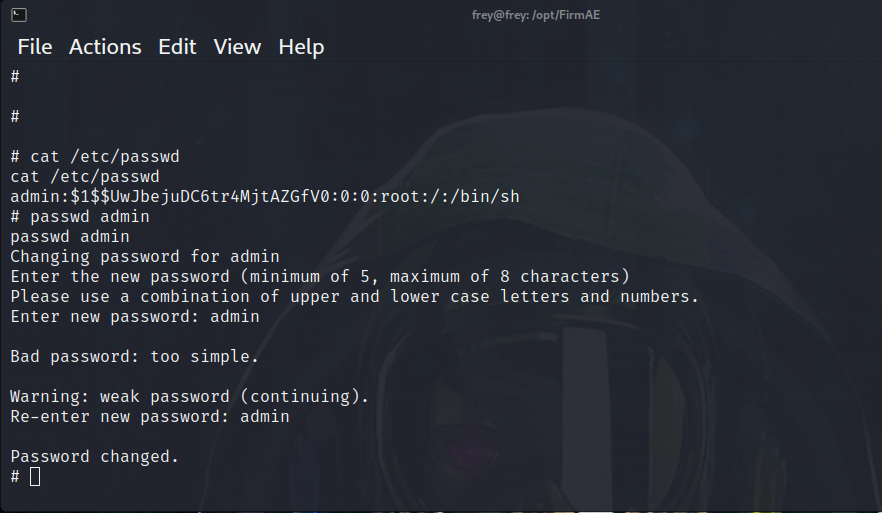 frey@frey: /opt/FirmAE
File Actions Edit View Help
#
#
# cat /etc/passwd
cat /etc/passwd
admin:$1$$UwJbejuDC6tr4MjtAZGfV0:0:0:root:/:/bin/sh
# passwd admin
passwd admin
Changing password for admin
Enter the new password (minimum of 5, maximum of 8 characters)
Please use a combination of upper and lower case letters and numbers.
Enter new password: admin
Bad password: too simple.
Warning: weak password (continuing).
Re-enter new password: admin
Password changed.
#